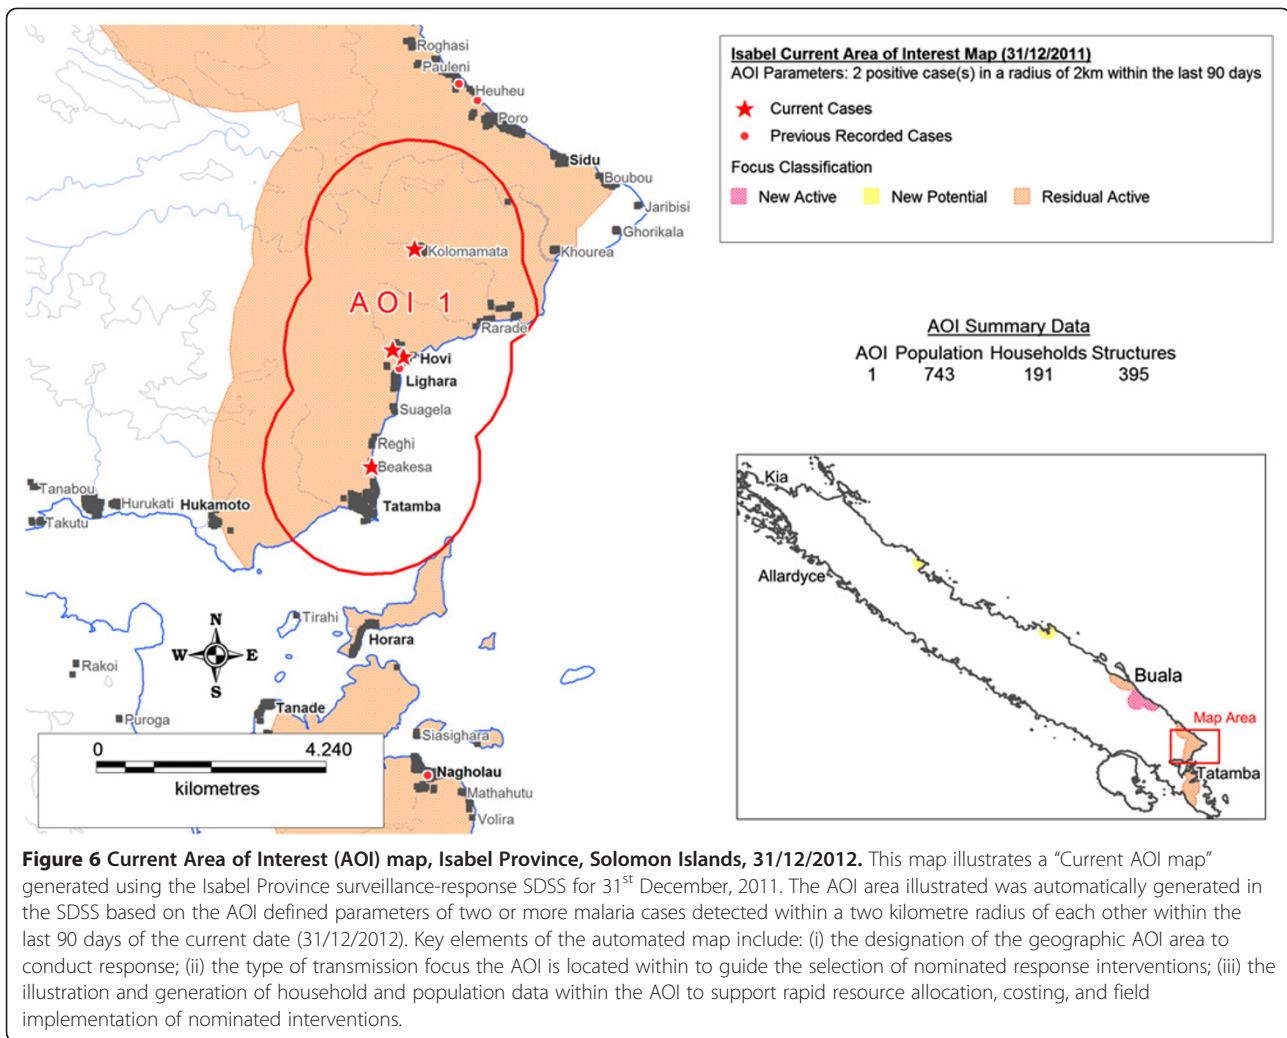 Roghasi
Pauleni
Heuheu
Poro
Sidu
Boubou
Jaribisi
Ghorikala
Khourea
Kolomamata
AOI 1
Rarade
Hovi
Lighara
Suagela
Reghi
Beakesa
Tatamba
Tanabou
Hurukati
Hukamoto
Takutu
Tirahi
Horara
N
W E
S
Rakoi
Puroga
Tanade
Siasighara
Nagholau
Mathahutu
Volira
0 4.240
kilometres
Isabel Current Area of Interest Map (31/12/2011)
AOI Parameters: 2 positive case(s) in a radius of 2km within the last 90 days
Current Cases
Previous Recorded Cases
Focus Classification
New Active New Potential Residual Active
AOI Summary Data
AOI Population Households Structures
1 743 191 395
Kia
Allardyce
Buala
Map Area
Tatamba
Figure 6 Current Area of Interest (AOI) map, Isabel Province, Solomon Islands, 31/12/2012. This map illustrates a “Current AOI map”
generated using the Isabel Province surveillance-response SDSS for 31st December, 2011. The AOI area illustrated was automatically generated in
the SDSS based on the AOI defined parameters of two or more malaria cases detected within a two kilometre radius of each other within the
last 90 days of the current date (31/12/2012). Key elements of the automated map include: (i) the designation of the geographic AOI area to
conduct response; (ii) the type of transmission focus the AOI is located within to guide the selection of nominated response interventions; (iii) the
illustration and generation of household and population data within the AOI to support rapid resource allocation, costing, and field
implementation of nominated interventions.